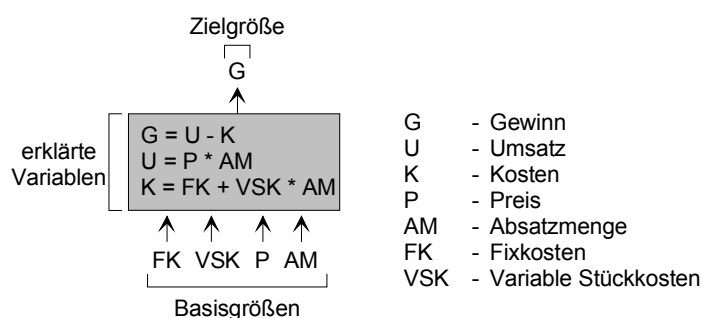 Zielgröße
G
erklärte
Variablen
G = U - K
U = P * AM
K = FK + VSK * AM
FK VSK P AM
Basisgrößen
G - Gewinn
U - Umsatz
K - Kosten
P - Preis
AM - Absatzmenge
FK - Fixkosten
VSK - Variable Stückkosten